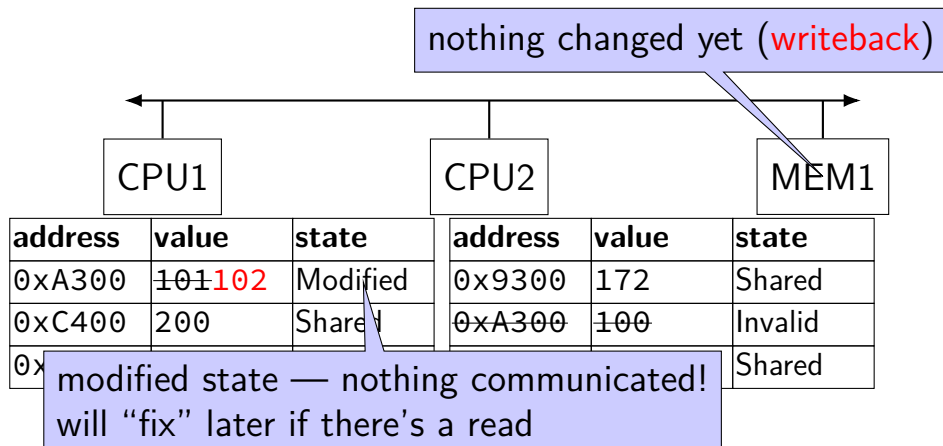 nothing changed yet (writeback)
CPU1 CPU2 MEM1
address value state address value state
0xA300 101102 Modified 0x9300 172 Shared
0xC400 200 Shared 0xA300 100 Invalid
0x Shared
modified state — nothing communicated!
will “fix” later if there's a read